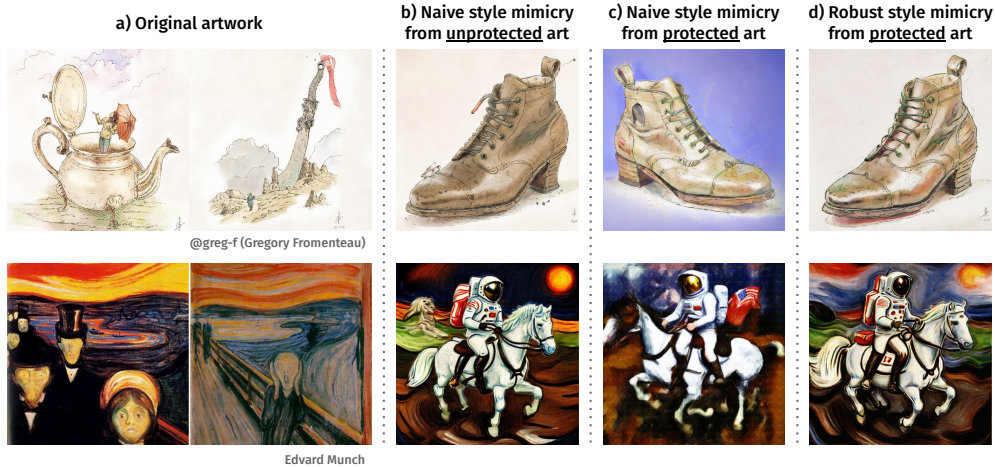 a) Original artwork
b) Naive style mimicry
from unprotected art
c) Naive style mimicry
from protected art
d) Robust style mimicry
from protected art
@greg-f (Gregory Fromenteau)
Edvard Munch